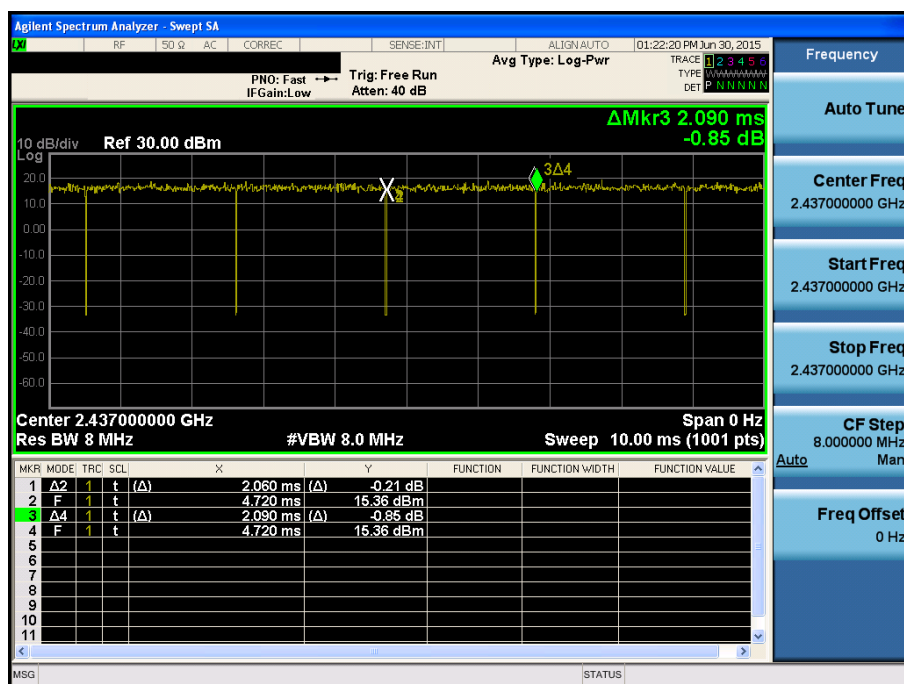 Agilent Spectrum Analyzer - Swept SA
LXI RF 50 Ω AC CORREC SENSE:INT ALIGN AUTO 01:22:20 PM Jun 30, 2015
Avg Type: Log-Pwr TRACE 1 2 3 4 5 6
PNO: Fast Trig: Free Run TYPE
IFGain:Low Atten: 40 dB DET P N N N N N
Frequency
ΔMkr3 2.090 ms
-0.85 dB
10 dB/div Ref 30.00 dBm
Log
20.0
10.0
0.00
-10.0
-20.0
-30.0
-40.0
-50.0
-60.0
2
3Δ4
Center 2.437000000 GHz Span 0 Hz
Res BW 8 MHz #VBW 8.0 MHz Sweep 10.00 ms (1001 pts)
MKR MODE TRC SCL X Y FUNCTION FUNCTION WIDTH FUNCTION VALUE
1 Δ2 1 t (Δ) 2.060 ms (Δ) -0.21 dB
2 F 1 t 4.720 ms 15.36 dBm
3 Δ4 1 t (Δ) 2.090 ms (Δ) -0.85 dB
4 F 1 t 4.720 ms 15.36 dBm
5
6
7
8
9
10
11
MSG STATUS
Auto Tune
Center Freq
2.437000000 GHz
Start Freq
2.437000000 GHz
Stop Freq
2.437000000 GHz
CF Step
8.000000 MHz
Auto Man
Freq Offset
0 Hz